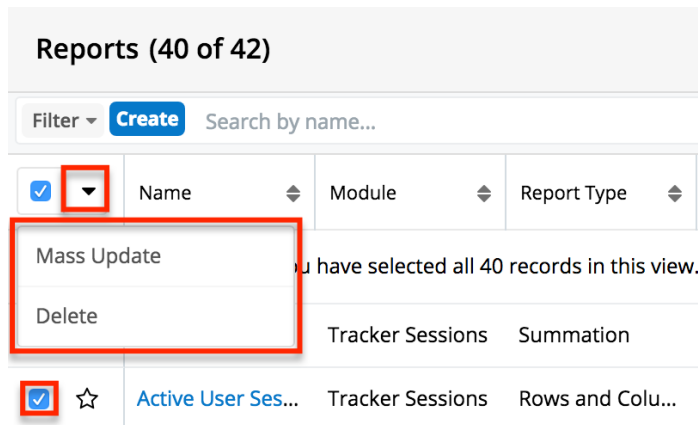 Reports (40 of 42)
Filter Create Search by name...
Name Module Report Type
Mass Update
u have selected all 40 records in this view.
Delete
Tracker Sessions Summation
Active User Ses... Tracker Sessions Rows and Colu...